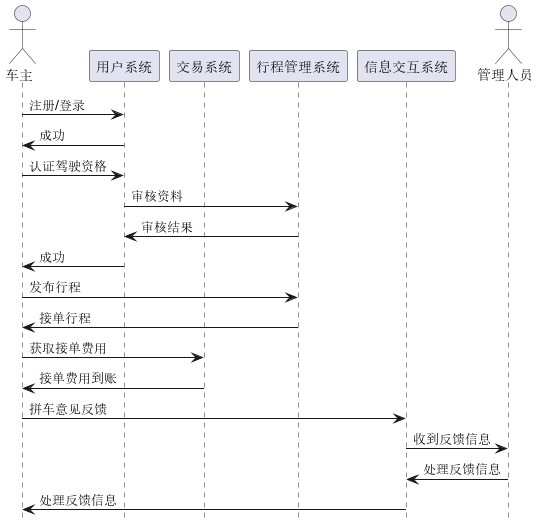 车主
用户系统
交易系统
行程管理系统
信息交互系统
管理人员
注册/登录
成功
认证驾驶资格
审核资料
审核结果
成功
发布行程
接单行程
获取接单费用
接单费用到账
拼车意见反馈
收到反馈信息
处理反馈信息
处理反馈信息